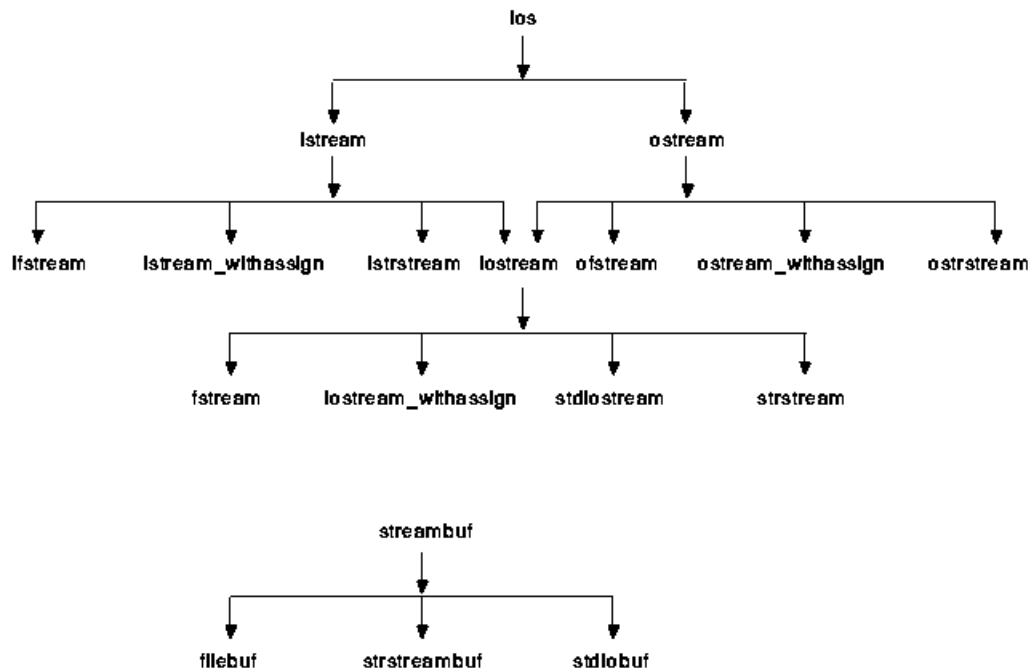 ios
istream ostream
ifstream istream_withassign istrstream iostream ofstream ostream_withassign ostrstream
fstream iostream_withassign stdiostream strstream
streambuf
filebuf strstreambuf stdiobuf